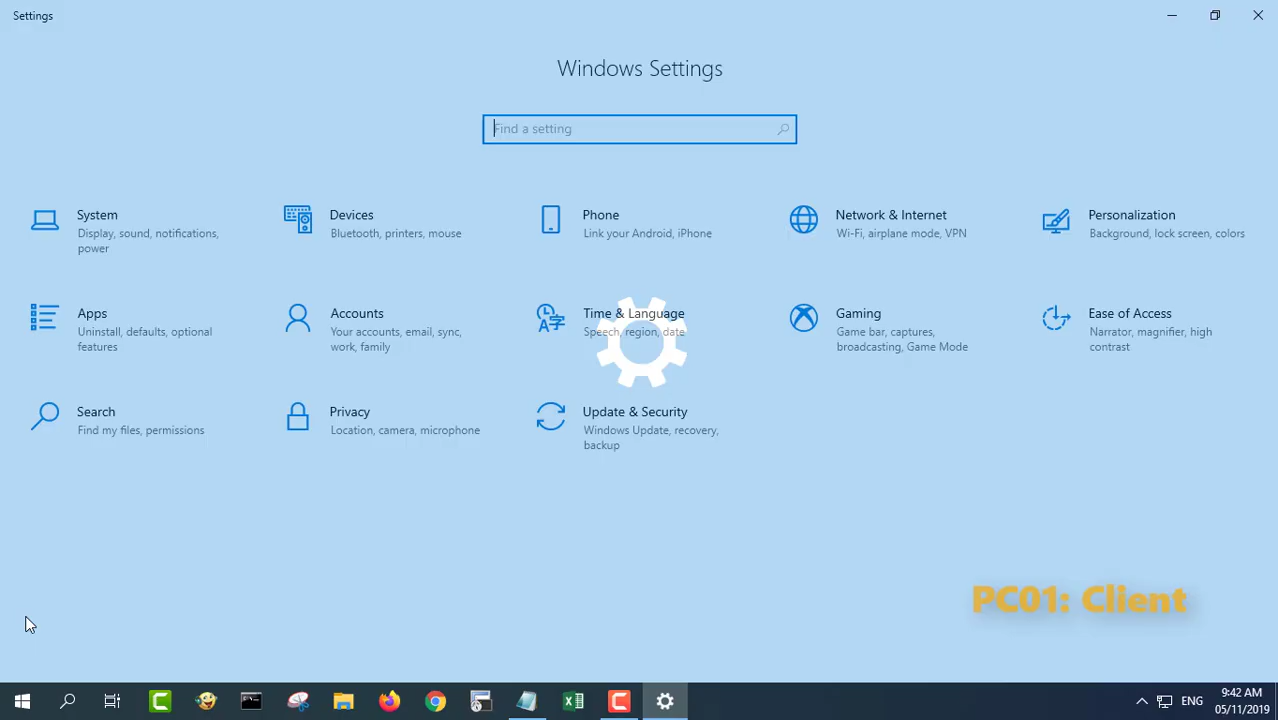 Settings
Windows Settings
Find a setting
System
Display, sound, notifications,
power
Devices
Bluetooth, printers, mouse
Phone
Link your Android, iPhone
Network & Internet
Wi-Fi, airplane mode, VPN
Personalization
Background, lock screen, colors
Apps
Uninstall, defaults, optional
features
Accounts
Your accounts, email, sync,
work, family
Time & Language
Speech, region, date
Gaming
Game bar, captures,
broadcasting, Game Mode
Ease of Access
Narrator, magnifier, high
contrast
Search
Find my files, permissions
Privacy
Location, camera, microphone
Update & Security
Windows Update, recovery,
backup
PC01: Client
ENG
9:42 AM
05/11/2019